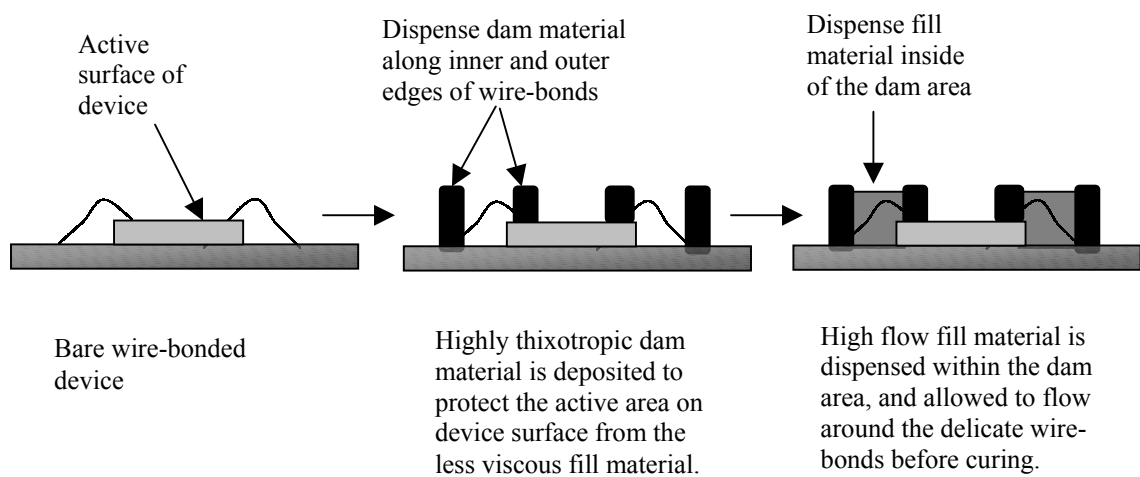 Active
surface of
device
Dispense dam material
along inner and outer
edges of wire-bonds
Dispense fill
material inside
of the dam area
Bare wire-bonded
device
Highly thixotropic dam
material is deposited to
protect the active area on
device surface from the
less viscous fill material.
High flow fill material is
dispensed within the dam
area, and allowed to flow
around the delicate wire-
bonds before curing.